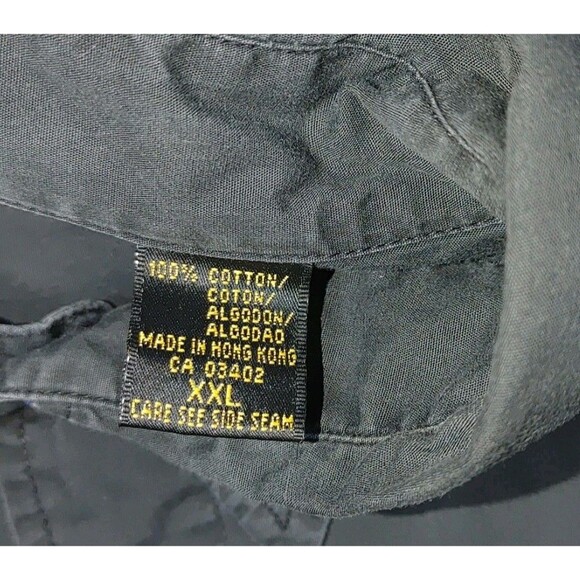 100% COTTON/
COTON/
ALGODON/
ALGODAO
MADE IN HONG KONG
CA 03402
XXL
CARE SEE SIDE SEAM